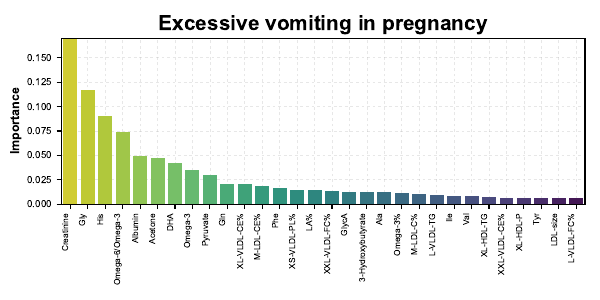 Excessive vomiting in pregnancy
Importance
0.150
0.125
0.100
0.075
0.050
0.025
0.000
Creatinine
Gly
His
Omega-6/Omega-3
Albumin
Acetone
DHA
Omega-3
Pyruvate
Gln
XL-VLDL-CE%
M-LDL-CE%
Phe
XS-VLDL-PL%
LA%
XXL-VLDL-FC%
GlycA
3-Hydroxybutyrate
Ala
Omega-3%
M-LDL-C%
L-VLDL-TG
Ile
Val
XL-HDL-TG
XXL-VLDL-CE%
XL-HDL-P
Tyr
LDL-size
L-VLDL-FC%